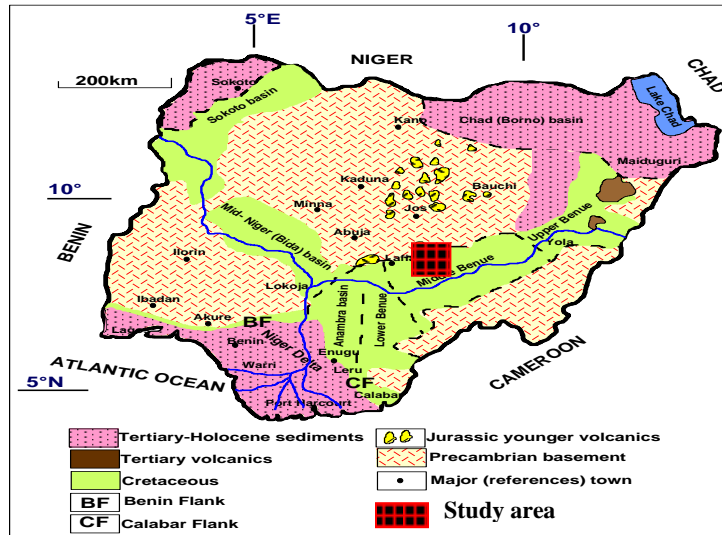 5°E
10°
NIGER
CHAD
200km
Sokoto
Sokoto basin
Kano
Chad (Borno) basin
Lake Chad
Maiduguri
Kaduna
Bauchi
10°
Minna
Jos
BENIN
Mid- Niger (Bida) basin
Abuja
Upper Benue
Ilorin
Lafia
Middle Benue
Yola
Lokoja
Ibadan
Akure
BF
Anambra basin
Lower Benue
Lagos
Benin
Niger Delta
Enugu
Leru
CAMEROON
ATLANTIC OCEAN
Warri
CF
5°N
Port Harcourt
Calabar
Tertiary-Holocene sediments
Jurassic younger volcanics
Tertiary volcanics
Precambrian basement
Cretaceous
Major (references) town
BF Benin Flank
Study area
CF Calabar Flank